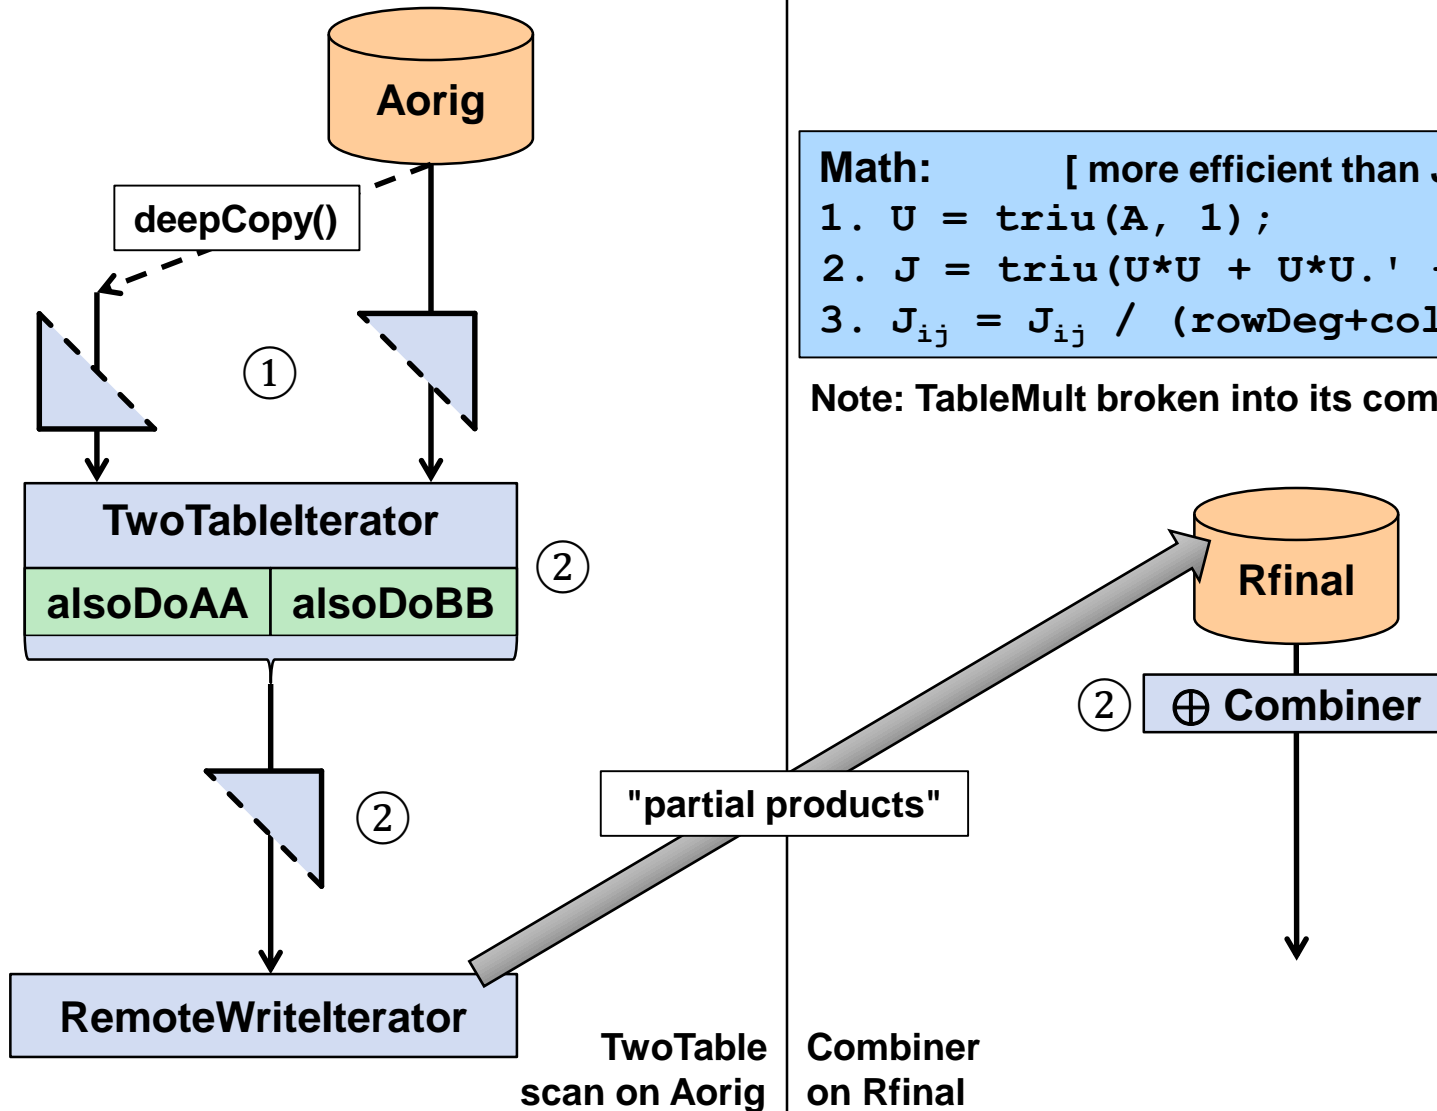 Aorig
deepCopy()
①
TwoTableIterator
alsoDoAA alsoDoBB
②
②
RemoteWriteIterator
TwoTable
scan on Aorig
"partial products"
Math: [ more efficient than
1. U = triu(A, 1);
2. J = triu(U*U + U*U.'
3. Jij = Jij / (rowDeg+col
Note: TableMult broken into its com
Rfinal
②
⊕ Combiner
Combiner
on Rfinal